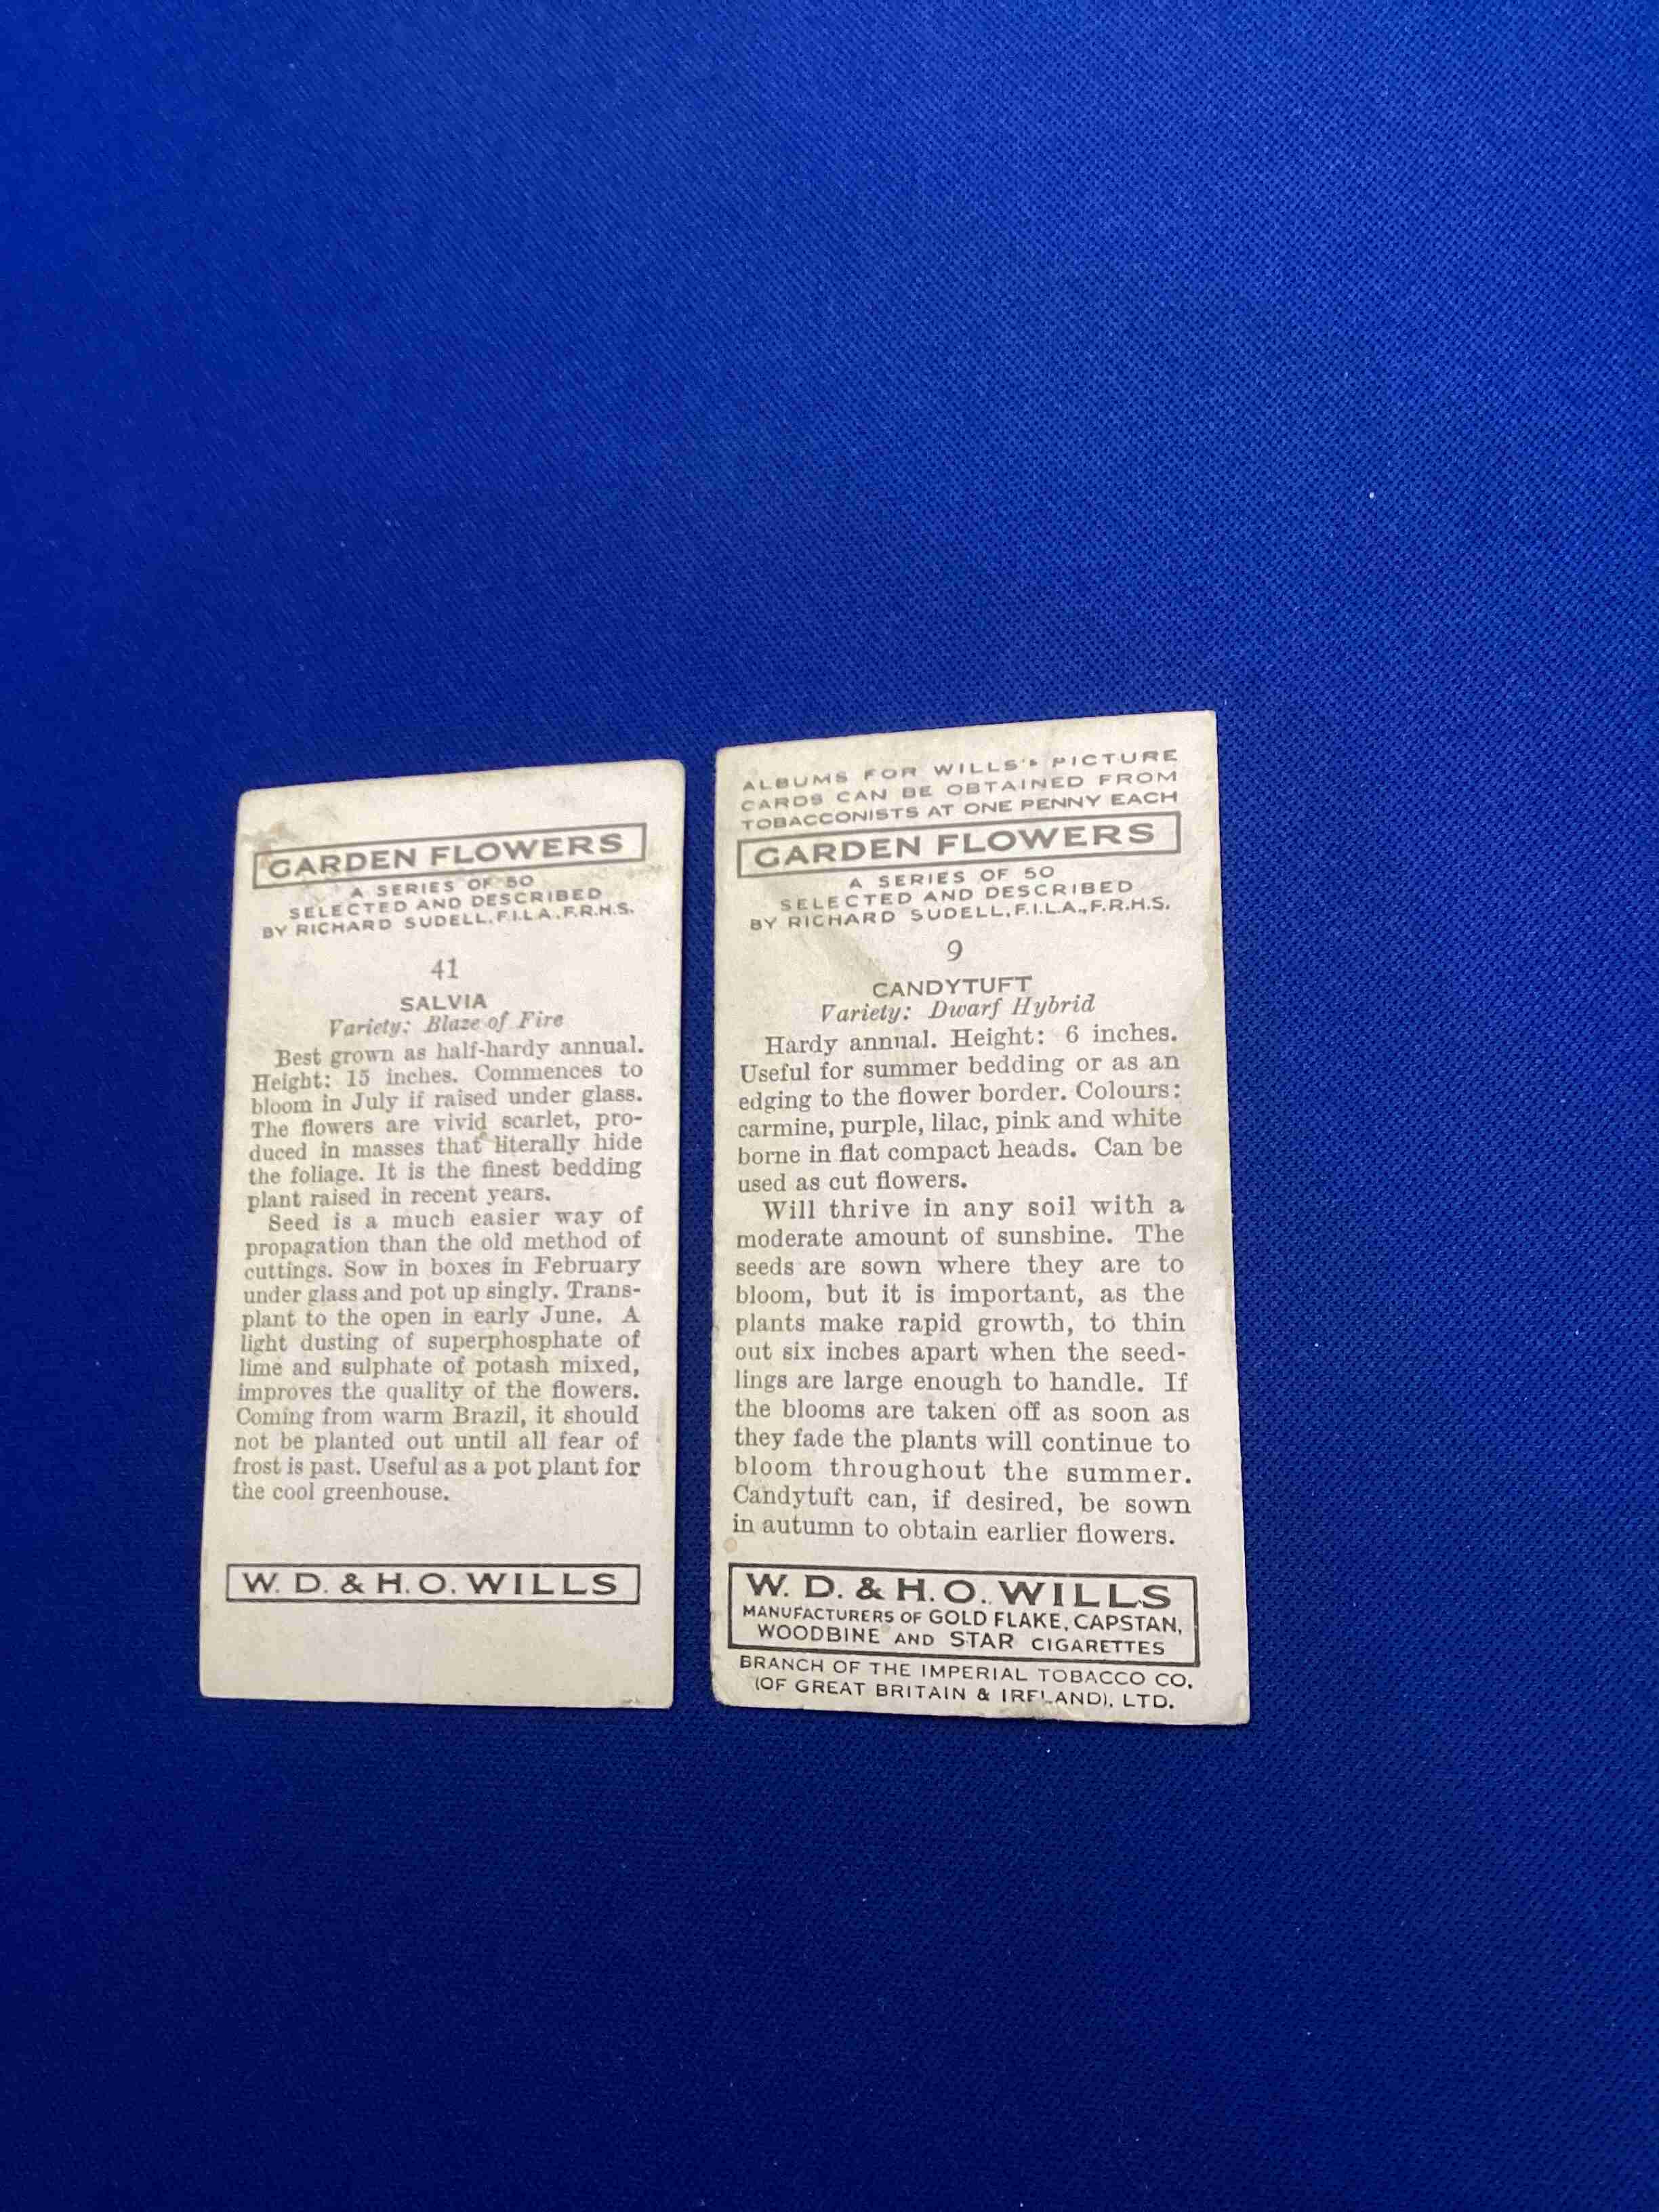 GARDEN FLOWERS
A SERIES OF 50
SELECTED AND DESCRIBED
BY RICHARD SUDELL, F.I.L.A., F.R.H.S.
41
SALVIA
Variety: Blaze of Fire
Best grown as half-hardy annual.
Height: 15 inches. Commences to
bloom in July if raised under glass.
The flowers are vivid scarlet, pro-
duced in masses that literally hide
the foliage. It is the finest bedding
plant raised in recent years.
Seed is a much easier way of
propagation than the old method of
cuttings. Sow in boxes in February
under glass and pot up singly. Trans-
plant to the open in early June. A
light dusting of superphosphate of
lime and sulphate of potash mixed,
improves the quality of the flowers.
Coming from warm Brazil, it should
not be planted out until all fear of
frost is past. Useful as a pot plant for
the cool greenhouse.
W. D. & H. O. WILLS
ALBUMS FOR WILLS'S PICTURE
CARDS CAN BE OBTAINED FROM
TOBACCONISTS AT ONE PENNY EACH
GARDEN FLOWERS
A SERIES OF 50
SELECTED AND DESCRIBED
BY RICHARD SUDELL, F.I.L.A., F.R.H.S.
9
CANDYTUFT
Variety: Dwarf Hybrid
Hardy annual. Height: 6 inches.
Useful for summer bedding or as an
edging to the flower border. Colours:
carmine, purple, lilac, pink and white
borne in flat compact heads. Can be
used as cut flowers.
Will thrive in any soil with a
moderate amount of sunshine. The
seeds are sown where they are to
bloom, but it is important, as the
plants make rapid growth, to thin
out six inches apart when the seed-
lings are large enough to handle. If
the blooms are taken off as soon as
they fade the plants will continue to
bloom throughout the summer.
Candytuft can, if desired, be sown
in autumn to obtain earlier flowers.
W. D. & H. O. WILLS
MANUFACTURERS OF GOLD FLAKE, CAPSTAN,
WOODBINE AND STAR CIGARETTES
BRANCH OF THE IMPERIAL TOBACCO CO.
(OF GREAT BRITAIN & IRELAND), LTD.